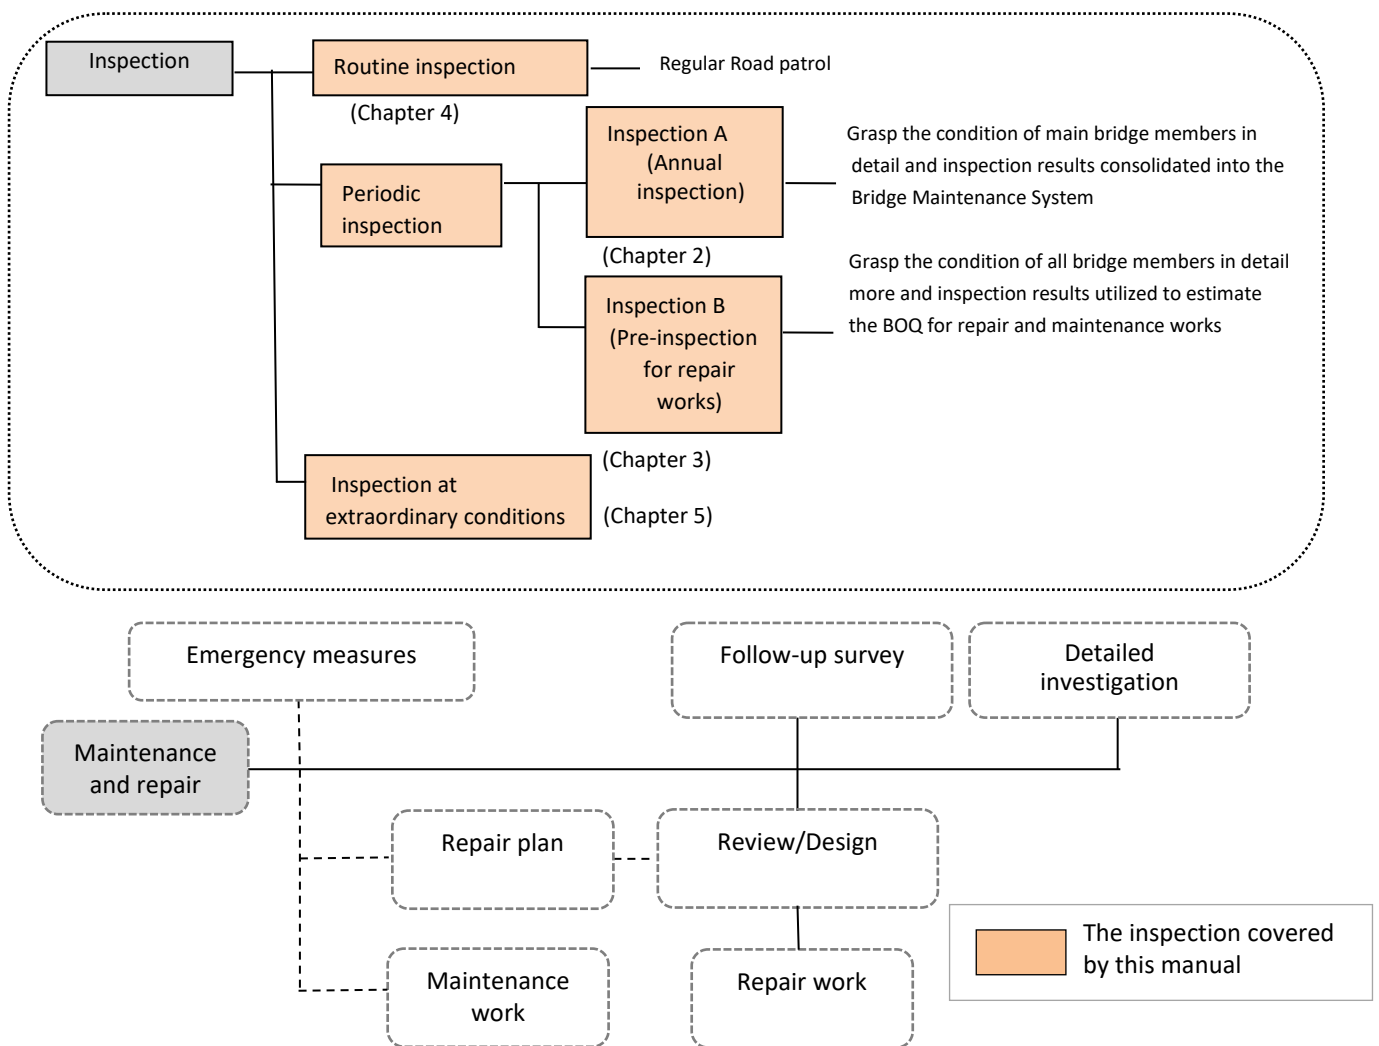 Inspection
Routine inspection
Regular Road patrol
(Chapter 4)
Inspection A
(Annual
inspection)
Grasp the condition of main bridge members in
detail and inspection results consolidated into the
Bridge Maintenance System
Periodic
inspection
(Chapter 2)
Inspection B
(Pre-inspection
for repair
works)
Grasp the condition of all bridge members in detail
more and inspection results utilized to estimate
the BOQ for repair and maintenance works
(Chapter 3)
Inspection at
extraordinary conditions
(Chapter 5)
Emergency measures
Follow-up survey
Detailed
investigation
Maintenance
and repair
Repair plan
Review/Design
Maintenance
work
Repair work
The inspection covered
by this manual